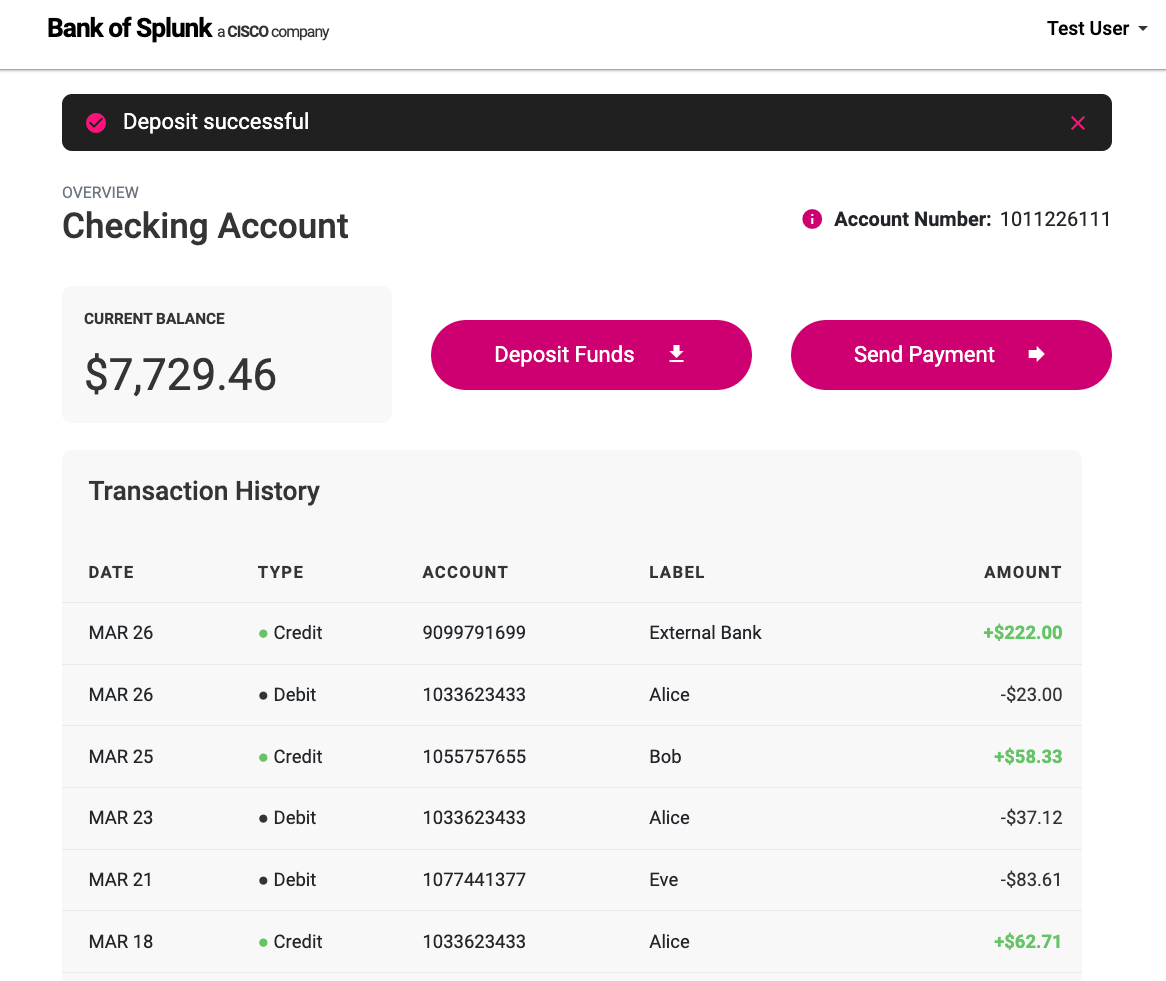 Bank of Splunk a CISCO company
Test User
Deposit successful
OVERVIEW
Checking Account
Account Number: 1011226111
CURRENT BALANCE
$7,729.46
Deposit Funds
Send Payment
Transaction History
DATE TYPE ACCOUNT LABEL AMOUNT
MAR 26 Credit 9099791699 External Bank +$222.00
MAR 26 Debit 1033623433 Alice -$23.00
MAR 25 Credit 1055757655 Bob +$58.33
MAR 23 Debit 1033623433 Alice -$37.12
MAR 21 Debit 1077441377 Eve -$83.61
MAR 18 Credit 1033623433 Alice +$62.71